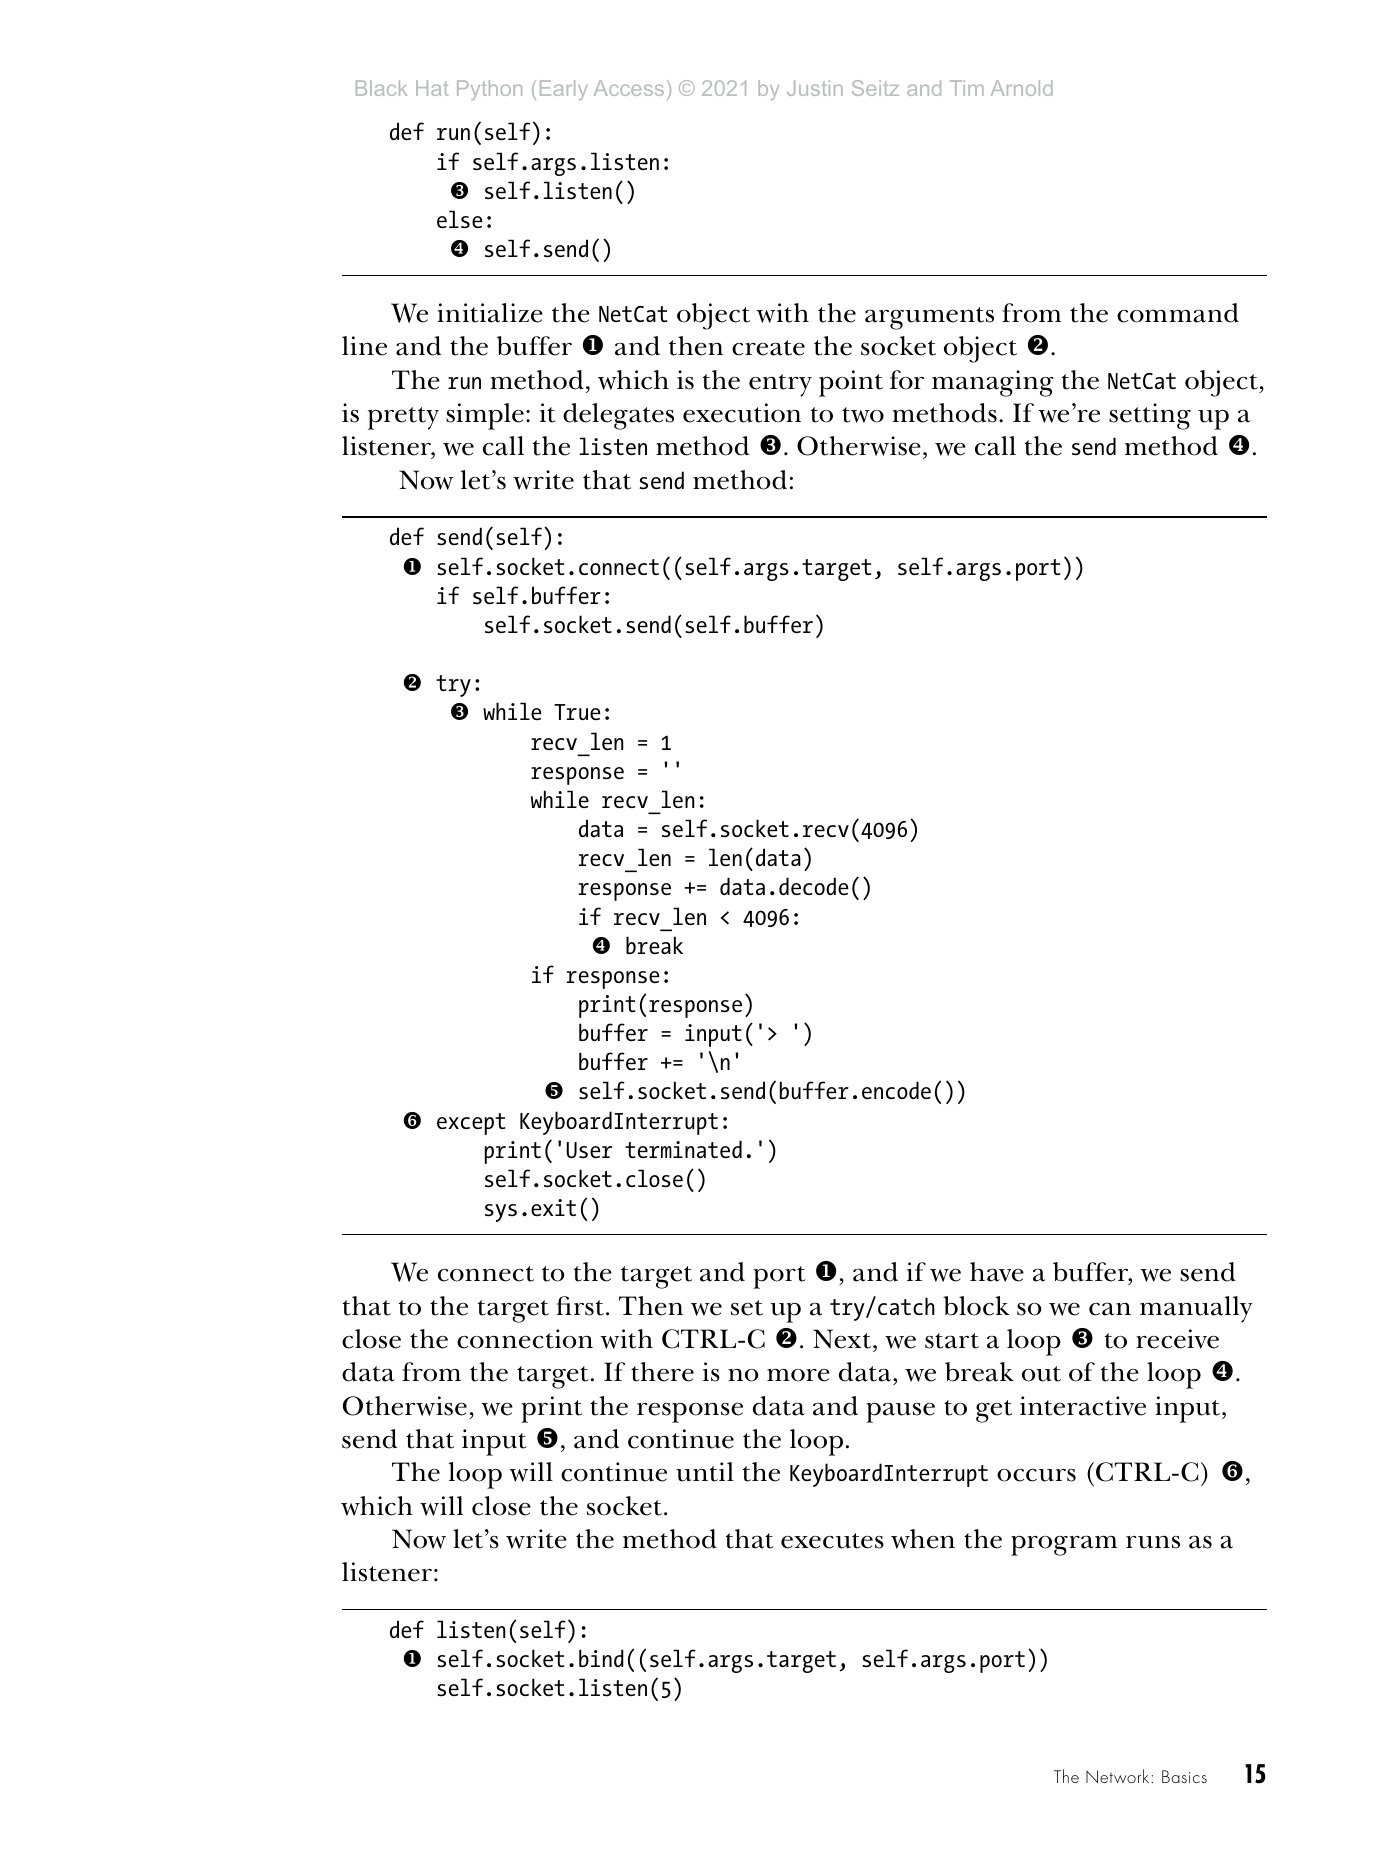 Black Hat Python (Early Access) © 2021 by Justin Seitz and Tim Arnold
def run(self):
    if self.args.listen:
     ❸ self.listen()
    else:
     ❹ self.send()
We initialize the NetCat object with the arguments from the command
line and the buffer ❶ and then create the socket object ❷.
The run method, which is the entry point for managing the NetCat object,
is pretty simple: it delegates execution to two methods. If we’re setting up a
listener, we call the listen method ❸. Otherwise, we call the send method ❹.
Now let’s write that send method:
def send(self):
 ❶ self.socket.connect((self.args.target, self.args.port))
    if self.buffer:
        self.socket.send(self.buffer)
 ❷ try:
     ❸ while True:
            recv_len = 1
            response = ''
            while recv_len:
                data = self.socket.recv(4096)
                recv_len = len(data)
                response += data.decode()
                if recv_len < 4096:
                 ❹ break
            if response:
                print(response)
                buffer = input('> ')
                buffer += '\n'
             ❺ self.socket.send(buffer.encode())
 ❻ except KeyboardInterrupt:
        print('User terminated.')
        self.socket.close()
        sys.exit()
We connect to the target and port ❶, and if we have a buffer, we send
that to the target first. Then we set up a try/catch block so we can manually
close the connection with CTRL-C ❷. Next, we start a loop ❸ to receive
data from the target. If there is no more data, we break out of the loop ❹.
Otherwise, we print the response data and pause to get interactive input,
send that input ❺, and continue the loop.
The loop will continue until the KeyboardInterrupt occurs (CTRL-C) ❻,
which will close the socket.
Now let’s write the method that executes when the program runs as a
listener:
def listen(self):
 ❶ self.socket.bind((self.args.target, self.args.port))
    self.socket.listen(5)
The Network: Basics 15